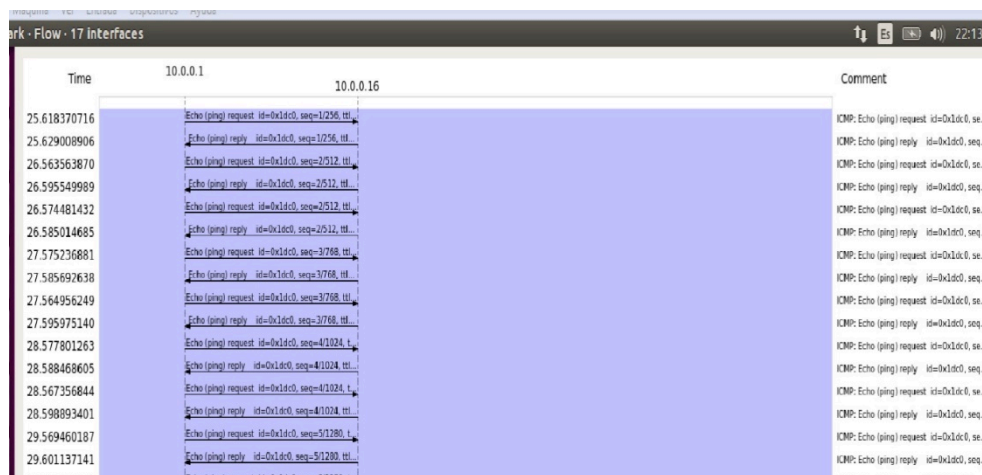 Maquina Ver Entrada Dispositivos Ayuda
ark · Flow · 17 interfaces Es 22:13
Time 10.0.0.1 10.0.0.16 Comment
25.618370716 Echo (ping) request id=0x1dc0, seq=1/256, ttl... ICMP: Echo (ping) request id=0x1dc0, se...
25.629008906 Echo (ping) reply id=0x1dc0, seq=1/256, ttl... ICMP: Echo (ping) reply id=0x1dc0, seq...
26.563563870 Echo (ping) request id=0x1dc0, seq=2/512, ttl... ICMP: Echo (ping) request id=0x1dc0, se...
26.595549989 Echo (ping) reply id=0x1dc0, seq=2/512, ttl... ICMP: Echo (ping) reply id=0x1dc0, seq...
26.574481432 Echo (ping) request id=0x1dc0, seq=2/512, ttl... ICMP: Echo (ping) request id=0x1dc0, se...
26.585014685 Echo (ping) reply id=0x1dc0, seq=2/512, ttl... ICMP: Echo (ping) reply id=0x1dc0, seq...
27.575236881 Echo (ping) request id=0x1dc0, seq=3/768, ttl... ICMP: Echo (ping) request id=0x1dc0, se...
27.585692638 Echo (ping) reply id=0x1dc0, seq=3/768, ttl... ICMP: Echo (ping) reply id=0x1dc0, seq...
27.564956249 Echo (ping) request id=0x1dc0, seq=3/768, ttl... ICMP: Echo (ping) request id=0x1dc0, se...
27.595975140 Echo (ping) reply id=0x1dc0, seq=3/768, ttl... ICMP: Echo (ping) reply id=0x1dc0, seq...
28.577801263 Echo (ping) request id=0x1dc0, seq=4/1024, t... ICMP: Echo (ping) request id=0x1dc0, se...
28.588468605 Echo (ping) reply id=0x1dc0, seq=4/1024, ttl... ICMP: Echo (ping) reply id=0x1dc0, seq...
28.567356844 Echo (ping) request id=0x1dc0, seq=4/1024, t... ICMP: Echo (ping) request id=0x1dc0, se...
28.598893401 Echo (ping) reply id=0x1dc0, seq=4/1024, ttl... ICMP: Echo (ping) reply id=0x1dc0, seq...
29.569460187 Echo (ping) request id=0x1dc0, seq=5/1280, t... ICMP: Echo (ping) request id=0x1dc0, se...
29.601137141 Echo (ping) reply id=0x1dc0, seq=5/1280, ttl... ICMP: Echo (ping) reply id=0x1dc0, seq...